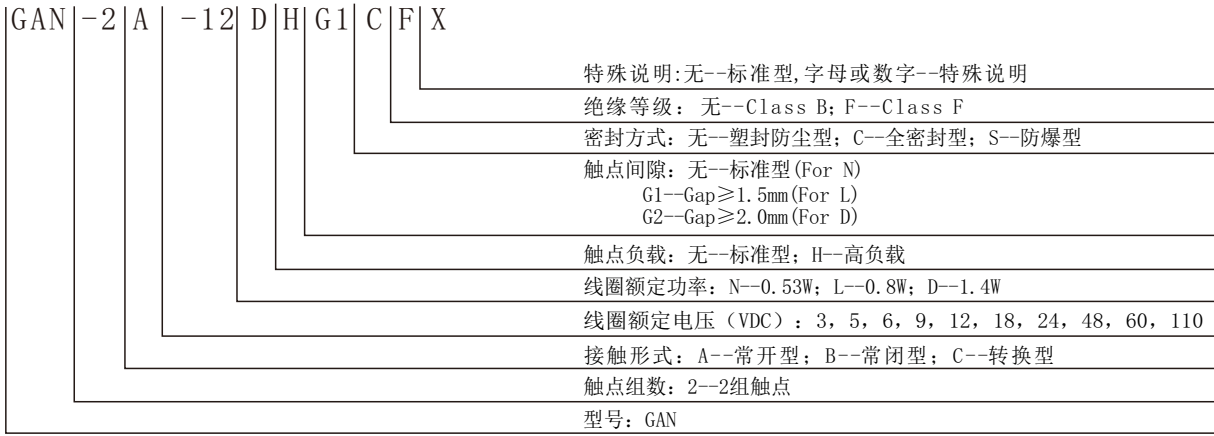 GAN -2 A -12 D H G1 C F X
特殊说明:无--标准型,字母或数字--特殊说明
绝缘等级: 无--Class B; F--Class F
密封方式: 无--塑封防尘型; C--全密封型; S--防爆型
触点间隙: 无--标准型(For N)
G1--Gap≥1.5mm(For L)
G2--Gap≥2.0mm(For D)
触点负载: 无--标准型; H--高负载
线圈额定功率: N--0.53W; L--0.8W; D--1.4W
线圈额定电压（VDC）: 3, 5, 6, 9, 12, 18, 24, 48, 60, 110
接触形式: A--常开型; B--常闭型; C--转换型
触点组数: 2--2组触点
型号: GAN